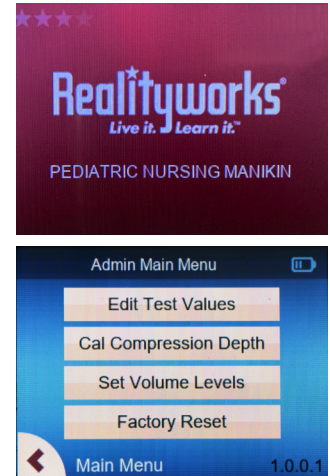 Realityworks®
Live it. Learn it.™
PEDIATRIC NURSING MANIKIN
Admin Main Menu
Edit Test Values
Cal Compression Depth
Set Volume Levels
Factory Reset
Main Menu
1.0.0.1